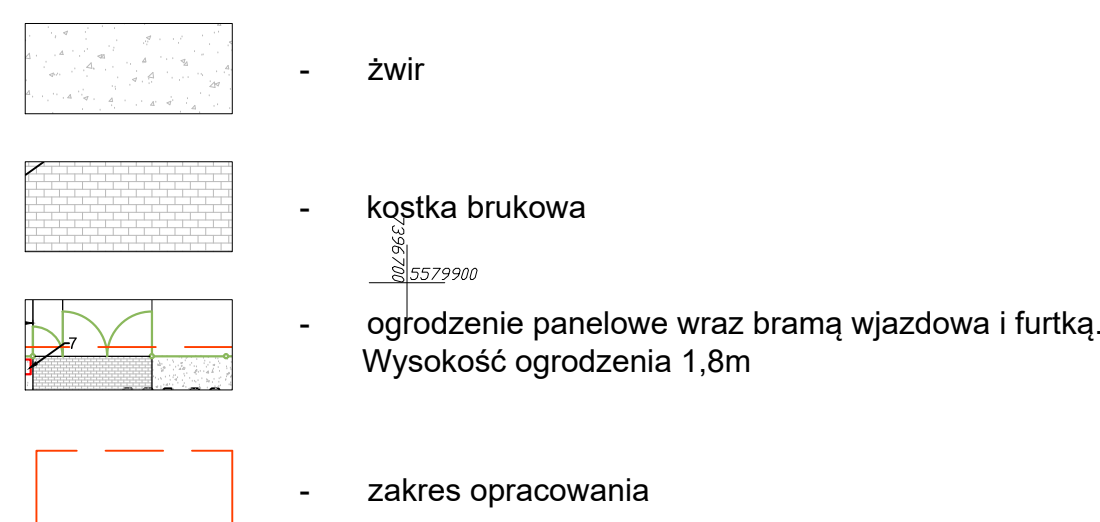 - żwir
- kostka brukowa
7396700
5579900
- ogrodzenie panelowe wraz bramą wjazdowa i furtką.
Wysokość ogrodzenia 1,8m
7
- zakres opracowania